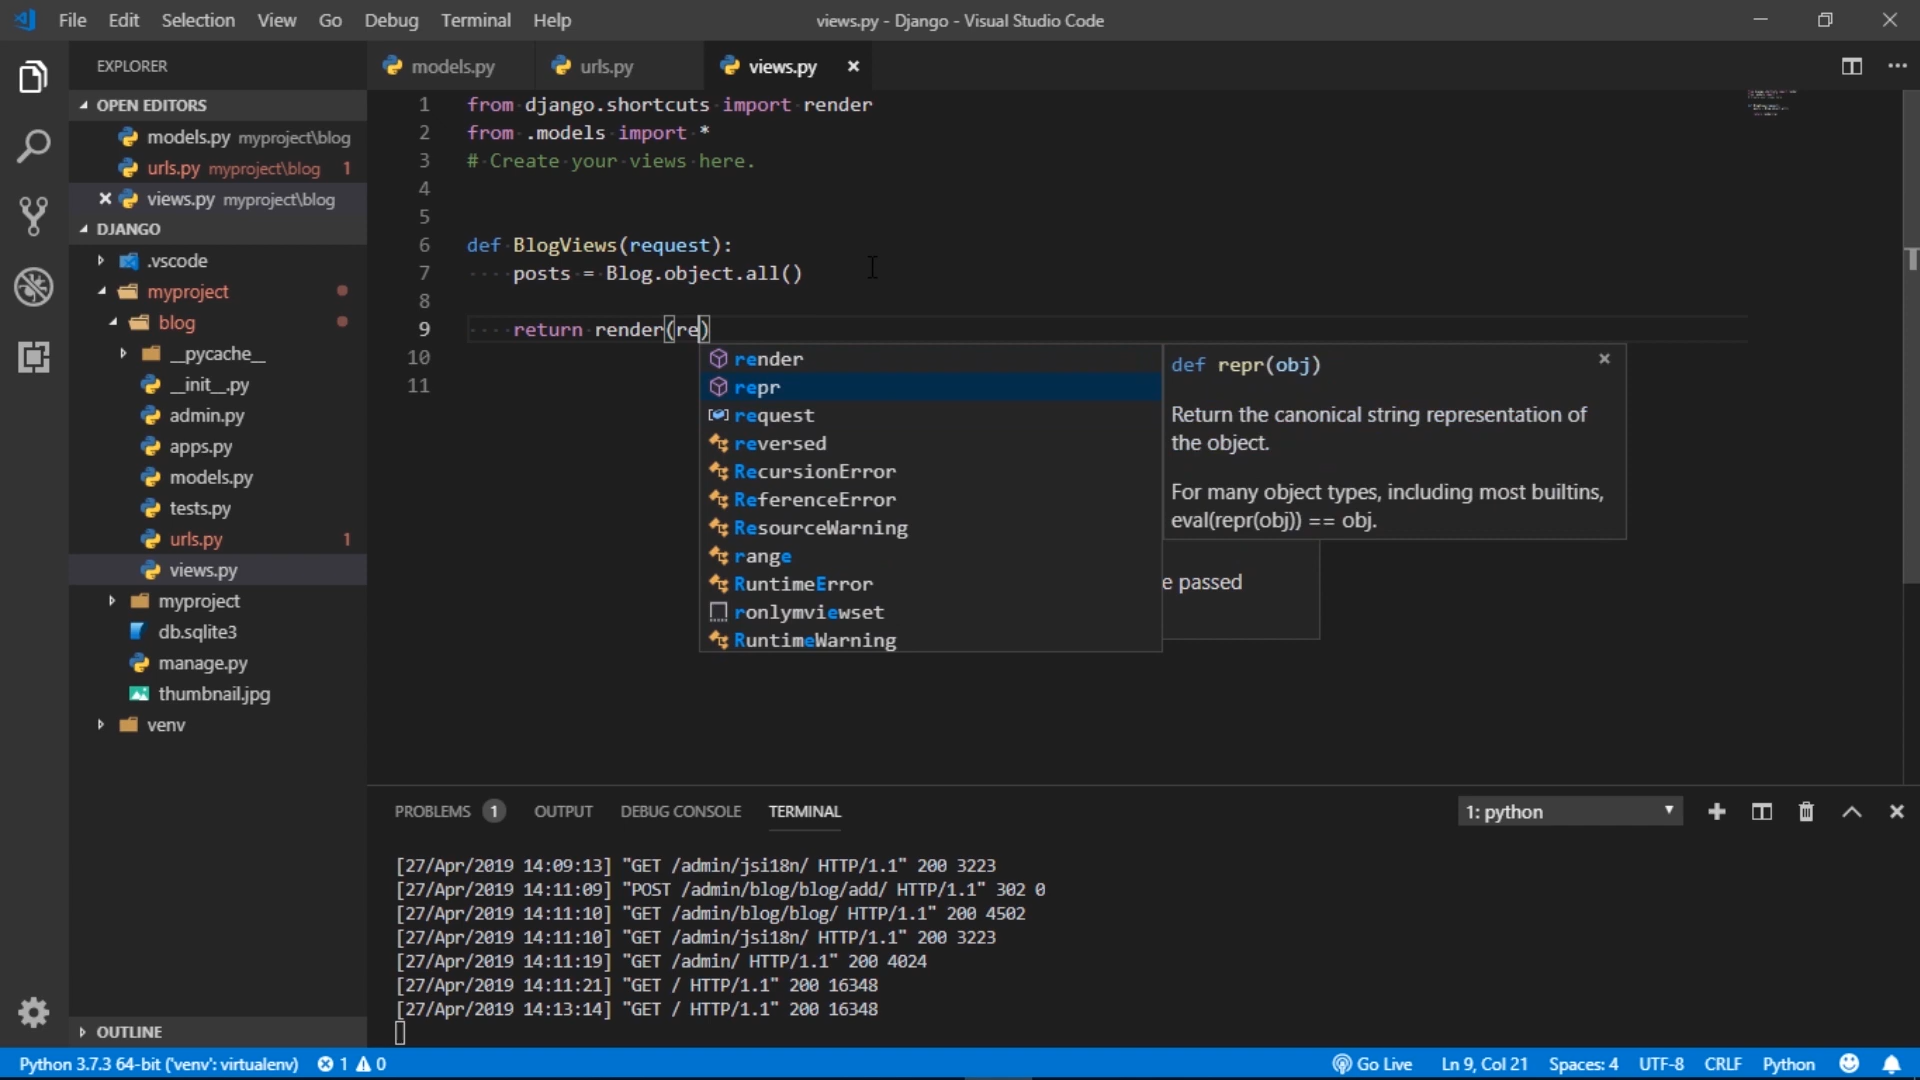 File Edit Selection View Go Debug Terminal Help
views.py - Django - Visual Studio Code
EXPLORER
OPEN EDITORS
models.py myproject\blog
urls.py myproject\blog 1
views.py myproject\blog
DJANGO
.vscode
myproject
blog
__pycache__
__init__.py
admin.py
apps.py
models.py
tests.py
urls.py 1
views.py
myproject
db.sqlite3
manage.py
thumbnail.jpg
venv
OUTLINE
models.py urls.py views.py
1 from django.shortcuts import render
2 from .models import *
3 # Create your views here.
4
5
6 def BlogViews(request):
7 posts = Blog.object.all()
8
9 return render(re)
10
11
render
repr
request
reversed
RecursionError
ReferenceError
ResourceWarning
range
RuntimeError
ronlymviewset
RuntimeWarning
def repr(obj)
Return the canonical string representation of
the object.
For many object types, including most builtins,
eval(repr(obj)) == obj.
e passed
PROBLEMS 1 OUTPUT DEBUG CONSOLE TERMINAL
1: python
[27/Apr/2019 14:09:13] "GET /admin/jsi18n/ HTTP/1.1" 200 3223
[27/Apr/2019 14:11:09] "POST /admin/blog/blog/add/ HTTP/1.1" 302 0
[27/Apr/2019 14:11:10] "GET /admin/blog/blog/ HTTP/1.1" 200 4502
[27/Apr/2019 14:11:10] "GET /admin/jsi18n/ HTTP/1.1" 200 3223
[27/Apr/2019 14:11:19] "GET /admin/ HTTP/1.1" 200 4024
[27/Apr/2019 14:11:21] "GET / HTTP/1.1" 200 16348
[27/Apr/2019 14:13:14] "GET / HTTP/1.1" 200 16348
Python 3.7.3 64-bit ('venv': virtualenv) 1 0
Go Live Ln 9, Col 21 Spaces: 4 UTF-8 CRLF Python